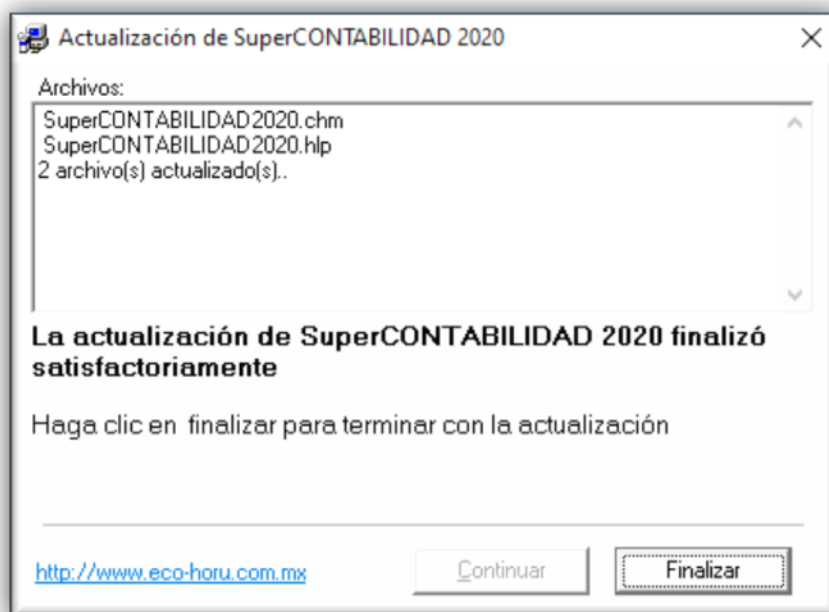 Actualización de SuperCONTABILIDAD 2020
Archivos:
SuperCONTABILIDAD2020.chm
SuperCONTABILIDAD2020.hlp
2 archivo(s) actualizado(s)..
La actualización de SuperCONTABILIDAD 2020 finalizó
satisfactoriamente
Haga clic en finalizar para terminar con la actualización
http://www.eco-horu.com.mx
Continuar
Finalizar